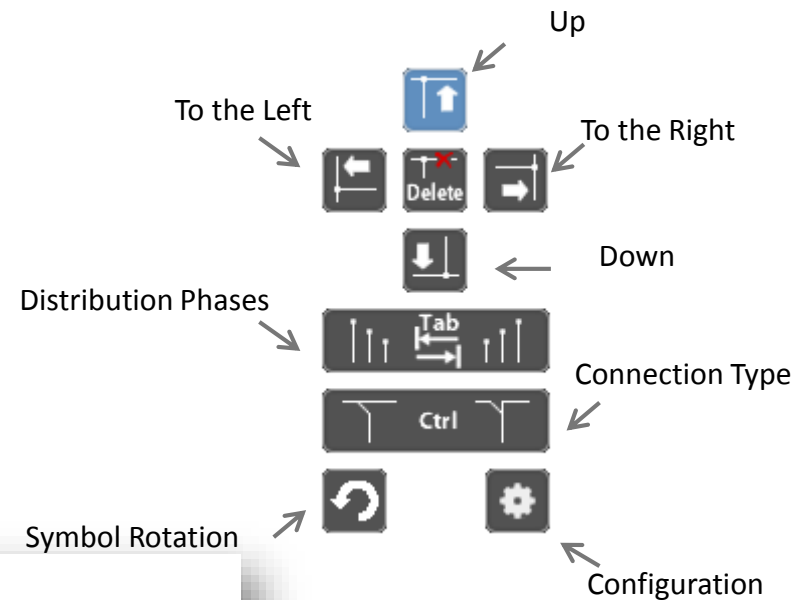 Up
To the Left
To the Right
Delete
Down
Distribution Phases
Tab
Connection Type
Ctrl
Symbol Rotation
Configuration